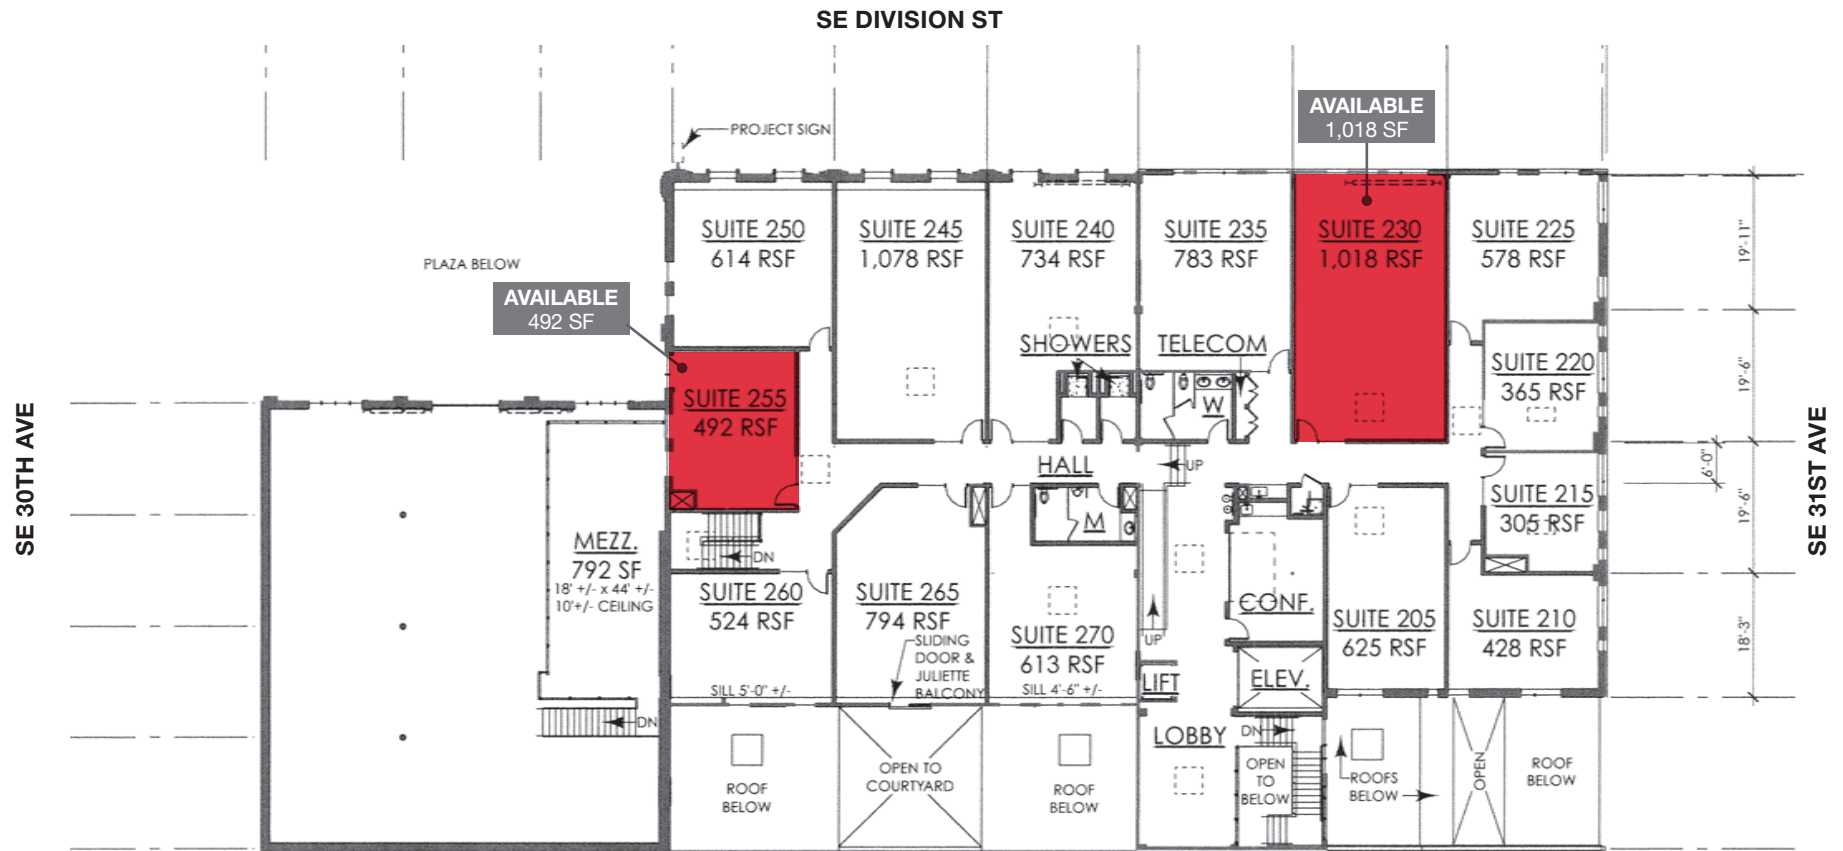 SE DIVISION ST
AVAILABLE
1,018 SF
PROJECT SIGN
SUITE 250
614 RSF
SUITE 245
1,078 RSF
SUITE 240
734 RSF
SUITE 235
783 RSF
SUITE 230
1,018 RSF
SUITE 225
578 RSF
19'-11"
PLAZA BELOW
AVAILABLE
492 SF
SHOWERS
TELECOM
SUITE 220
365 RSF
19'-6"
SUITE 255
492 RSF
W
SE 30TH AVE
SE 31ST AVE
HALL
UP
6'-0"
SUITE 215
305 RSF
19'-6"
M
MEZZ.
792 SF
18' +/- x 44' +/-
10'+/- CEILING
DN
SUITE 260
524 RSF
SUITE 265
794 RSF
SLIDING
DOOR &
JULIETTE
BALCONY
SUITE 270
613 RSF
UP
CONF.
SUITE 205
625 RSF
SUITE 210
428 RSF
18'-3"
SILL 5'-0" +/-
SILL 4'-6" +/-
LIFT
ELEV.
DN
LOBBY
DN
ROOF
BELOW
OPEN TO
COURTYARD
ROOF
BELOW
OPEN
TO
BELOW
ROOFS
BELOW
OPEN
ROOF
BELOW